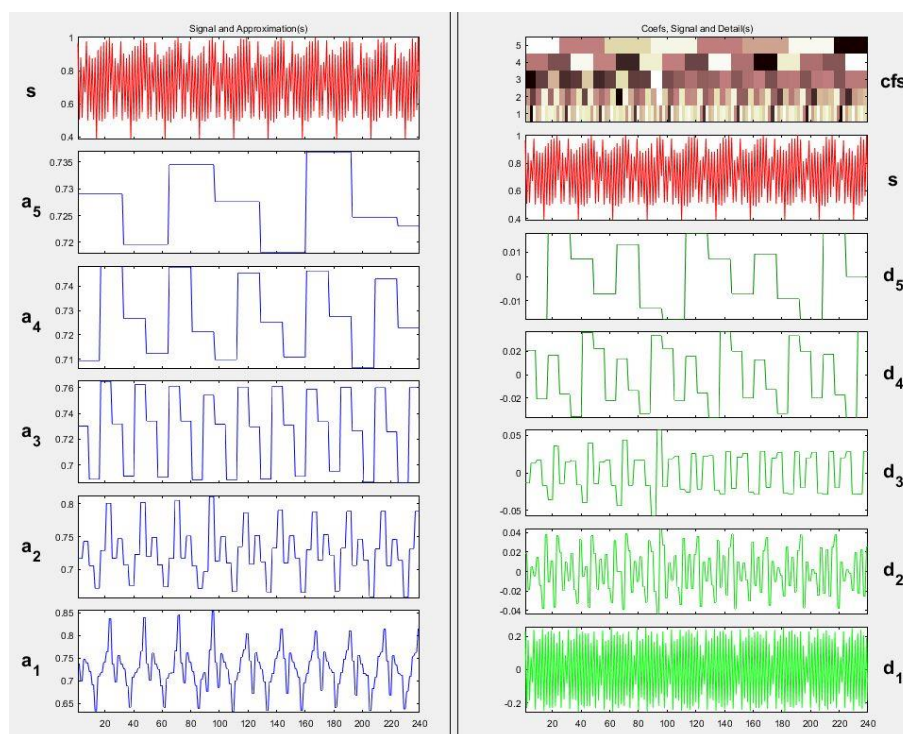 Signal and Approximation(s)
s
1
0.8
0.6
0.4
a5
0.735
0.73
0.725
0.72
a4
0.74
0.73
0.72
0.71
a3
0.76
0.74
0.72
0.7
a2
0.8
0.75
0.7
a1
0.85
0.8
0.75
0.7
0.65
20 40 60 80 100 120 140 160 180 200 220 240
Coefs, Signal and Detail(s)
5
4
3
2
1
cfs
1
0.8
0.6
0.4
s
0.01
0
-0.01
d5
0.02
0
-0.02
d4
0.05
0
-0.05
d3
0.04
0.02
0
-0.02
-0.04
d2
0.2
0
-0.2
d1
20 40 60 80 100 120 140 160 180 200 220 240